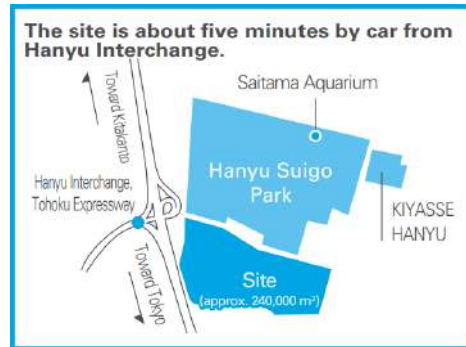 The site is about five minutes by car from
Hanyu Interchange.
Toward Kitakanto
Saitama Aquarium
Hanyu Suigo
Park
Hanyu Interchange,
Tohoku Expressway
KIYASSE
HANYU
Toward Tokyo
Site
(approx. 240,000 m²)